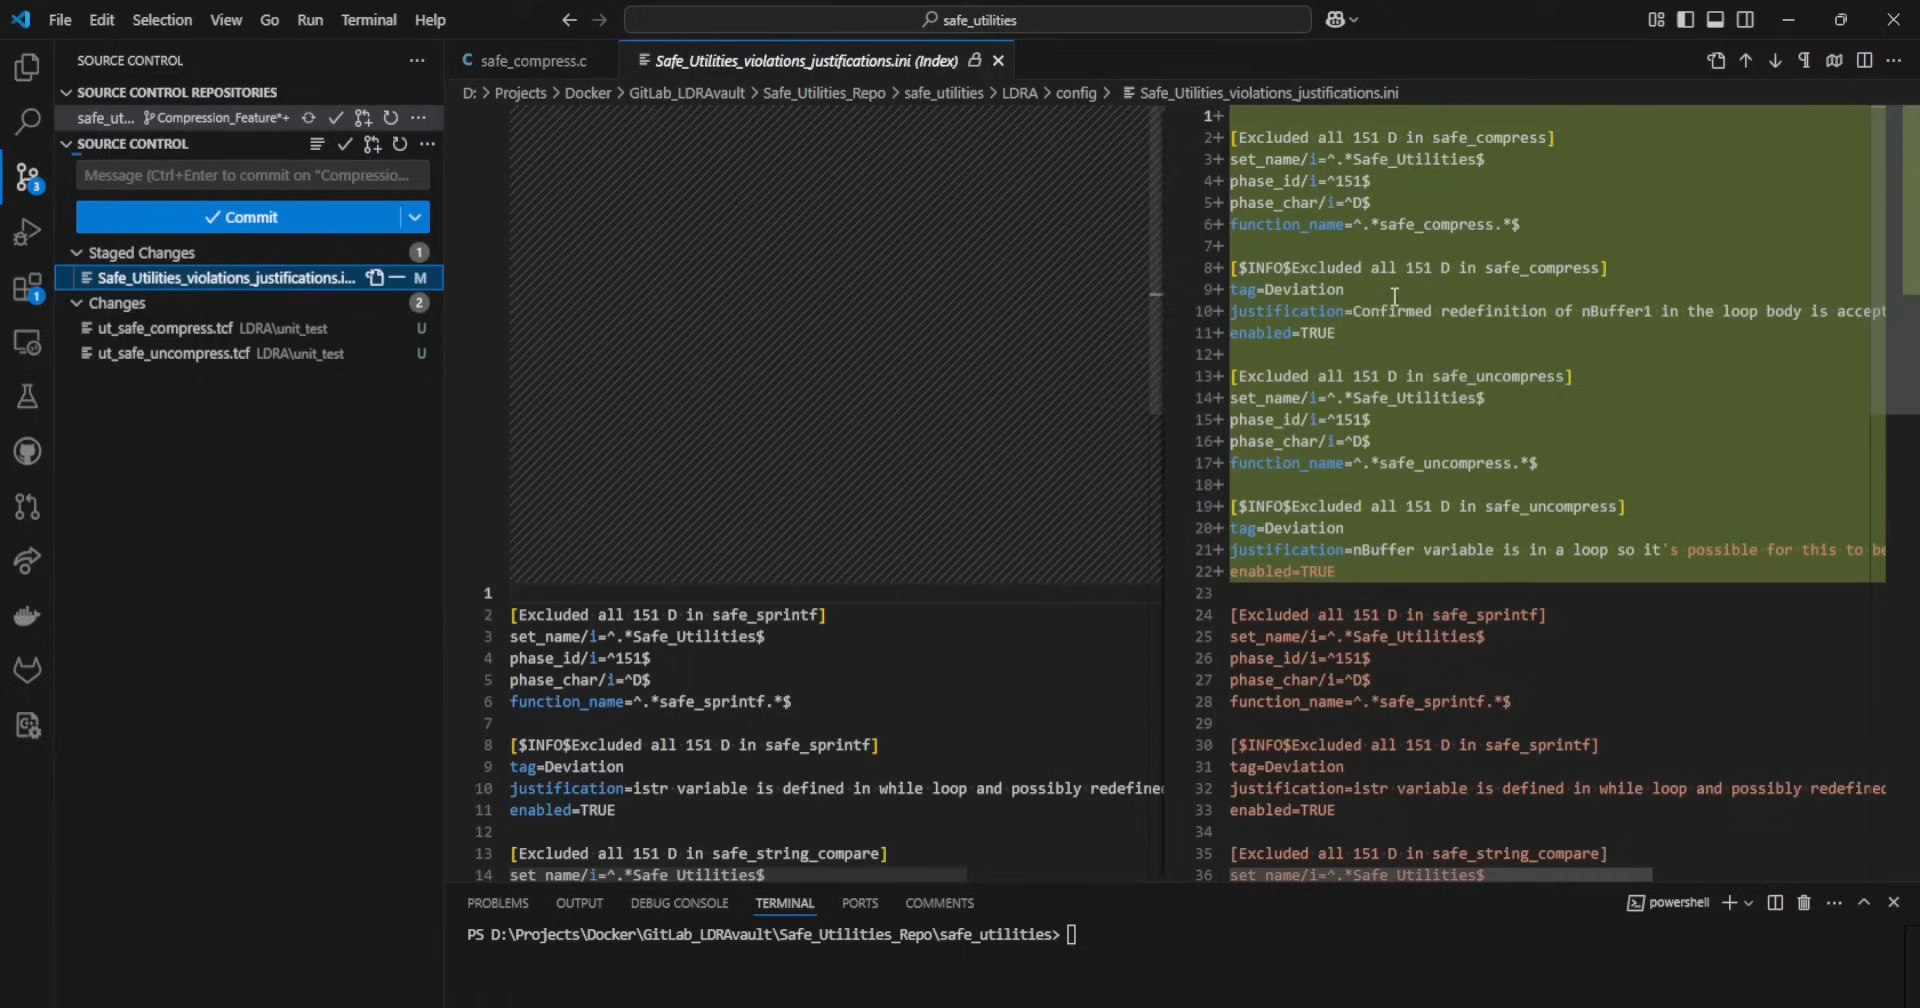 File Edit Selection View Go Run Terminal Help
safe_utilities
SOURCE CONTROL
SOURCE CONTROL REPOSITORIES
safe_ut... Compression_Feature*+
SOURCE CONTROL
Message (Ctrl+Enter to commit on "Compressio...
Commit
Staged Changes 1
Safe_Utilities_violations_justifications.i... M
Changes 2
ut_safe_compress.tcf LDRA\unit_test U
ut_safe_uncompress.tcf LDRA\unit_test U
3
1
C safe_compress.c
Safe_Utilities_violations_justifications.ini (Index)
D: > Projects > Docker > GitLab_LDRAvault > Safe_Utilities_Repo > safe_utilities > LDRA > config > Safe_Utilities_violations_justifications.ini
1
2 [Excluded all 151 D in safe_sprintf]
3 set_name/i=^.*Safe_Utilities$
4 phase_id/i=^151$
5 phase_char/i=^D$
6 function_name=^.*safe_sprintf.*$
7
8 [$INFO$Excluded all 151 D in safe_sprintf]
9 tag=Deviation
10 justification=istr variable is defined in while loop and possibly redefine
11 enabled=TRUE
12
13 [Excluded all 151 D in safe_string_compare]
14 set_name/i=^.*Safe_Utilities$
1+
2+ [Excluded all 151 D in safe_compress]
3+ set_name/i=^.*Safe_Utilities$
4+ phase_id/i=^151$
5+ phase_char/i=^D$
6+ function_name=^.*safe_compress.*$
7+
8+ [$INFO$Excluded all 151 D in safe_compress]
9+ tag=Deviation
10+ justification=Confirmed redefinition of nBuffer1 in the loop body is accept
11+ enabled=TRUE
12+
13+ [Excluded all 151 D in safe_uncompress]
14+ set_name/i=^.*Safe_Utilities$
15+ phase_id/i=^151$
16+ phase_char/i=^D$
17+ function_name=^.*safe_uncompress.*$
18+
19+ [$INFO$Excluded all 151 D in safe_uncompress]
20+ tag=Deviation
21+ justification=nBuffer variable is in a loop so it's possible for this to be
22+ enabled=TRUE
23
24 [Excluded all 151 D in safe_sprintf]
25 set_name/i=^.*Safe_Utilities$
26 phase_id/i=^151$
27 phase_char/i=^D$
28 function_name=^.*safe_sprintf.*$
29
30 [$INFO$Excluded all 151 D in safe_sprintf]
31 tag=Deviation
32 justification=istr variable is defined in while loop and possibly redefined
33 enabled=TRUE
34
35 [Excluded all 151 D in safe_string_compare]
36 set_name/i=^.*Safe_Utilities$
PROBLEMS OUTPUT DEBUG CONSOLE TERMINAL PORTS COMMENTS
powershell
PS D:\Projects\Docker\GitLab_LDRAvault\Safe_Utilities_Repo\safe_utilities>